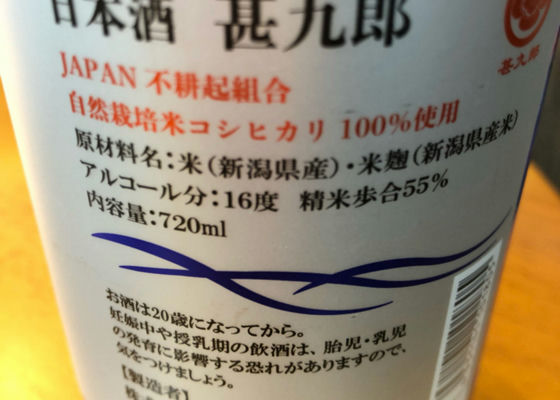 日本酒 甚九郎
甚九郎
JAPAN 不耕起組合
自然栽培米コシヒカリ 100%使用
原材料名：米（新潟県産）・米麹（新潟県産米）
アルコール分：16度 精米歩合55%
内容量：720ml
お酒は20歳になってから。
妊娠中や授乳期の飲酒は、胎児・乳児
の発育に影響する恐れがありますので、
気をつけましょう。
【製造者】